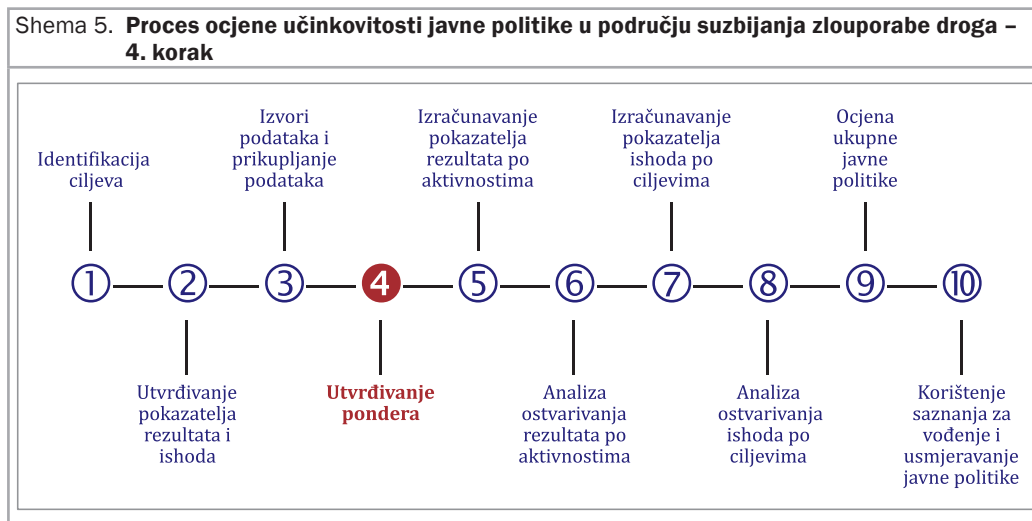 Shema 5. Proces ocjene učinkovitosti javne politike u području suzbijanja zlouporabe droga –
4. korak
Identifikacija
ciljeva
Izvori
podataka i
prikupljanje
podataka
Izračunavanje
pokazatelja
rezultata po
aktivnostima
Izračunavanje
pokazatelja
ishoda po
ciljevima
Ocjena
ukupne
javne
politike
1 2 3 4 5 6 7 8 9 10
Utvrđivanje
pokazatelja
rezultata i
ishoda
Utvrđivanje
pondera
Analiza
ostvarivanja
rezultata po
aktivnostima
Analiza
ostvarivanja
ishoda po
ciljevima
Korištenje
saznanja za
vođenje i
usmjeravanje
javne politike